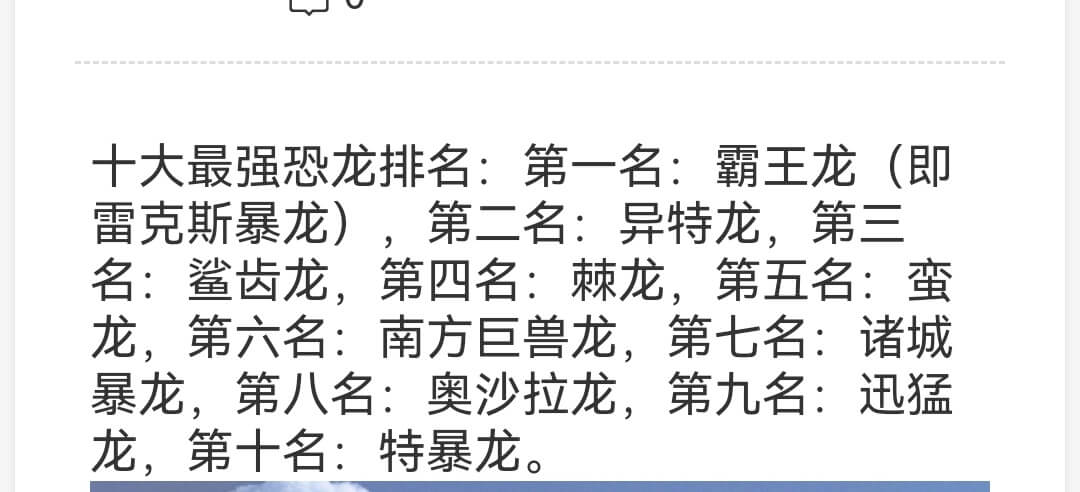 十大最强恐龙排名：第一名：霸王龙（即
雷克斯暴龙），第二名：异特龙，第三
名：鲨齿龙，第四名：棘龙，第五名：蛮
龙，第六名：南方巨兽龙，第七名：诸城
暴龙，第八名：奥沙拉龙，第九名：迅猛
龙，第十名：特暴龙。